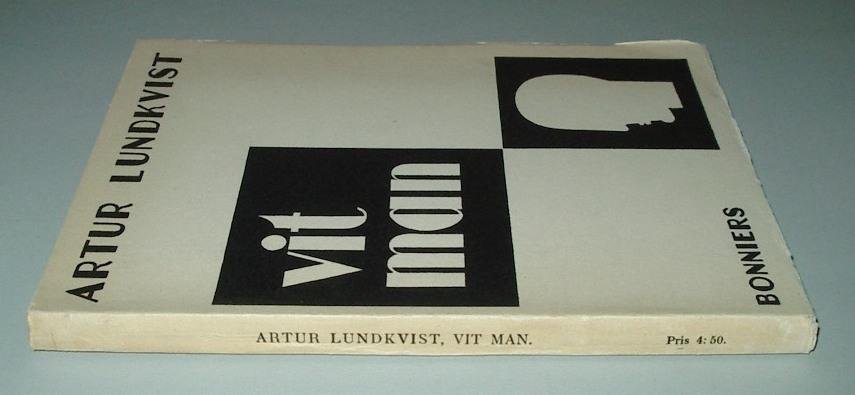 ARTUR LUNDKVIST
vit
man
BONNIERS
ARTUR LUNDKVIST, VIT MAN.
Pris 4:50.